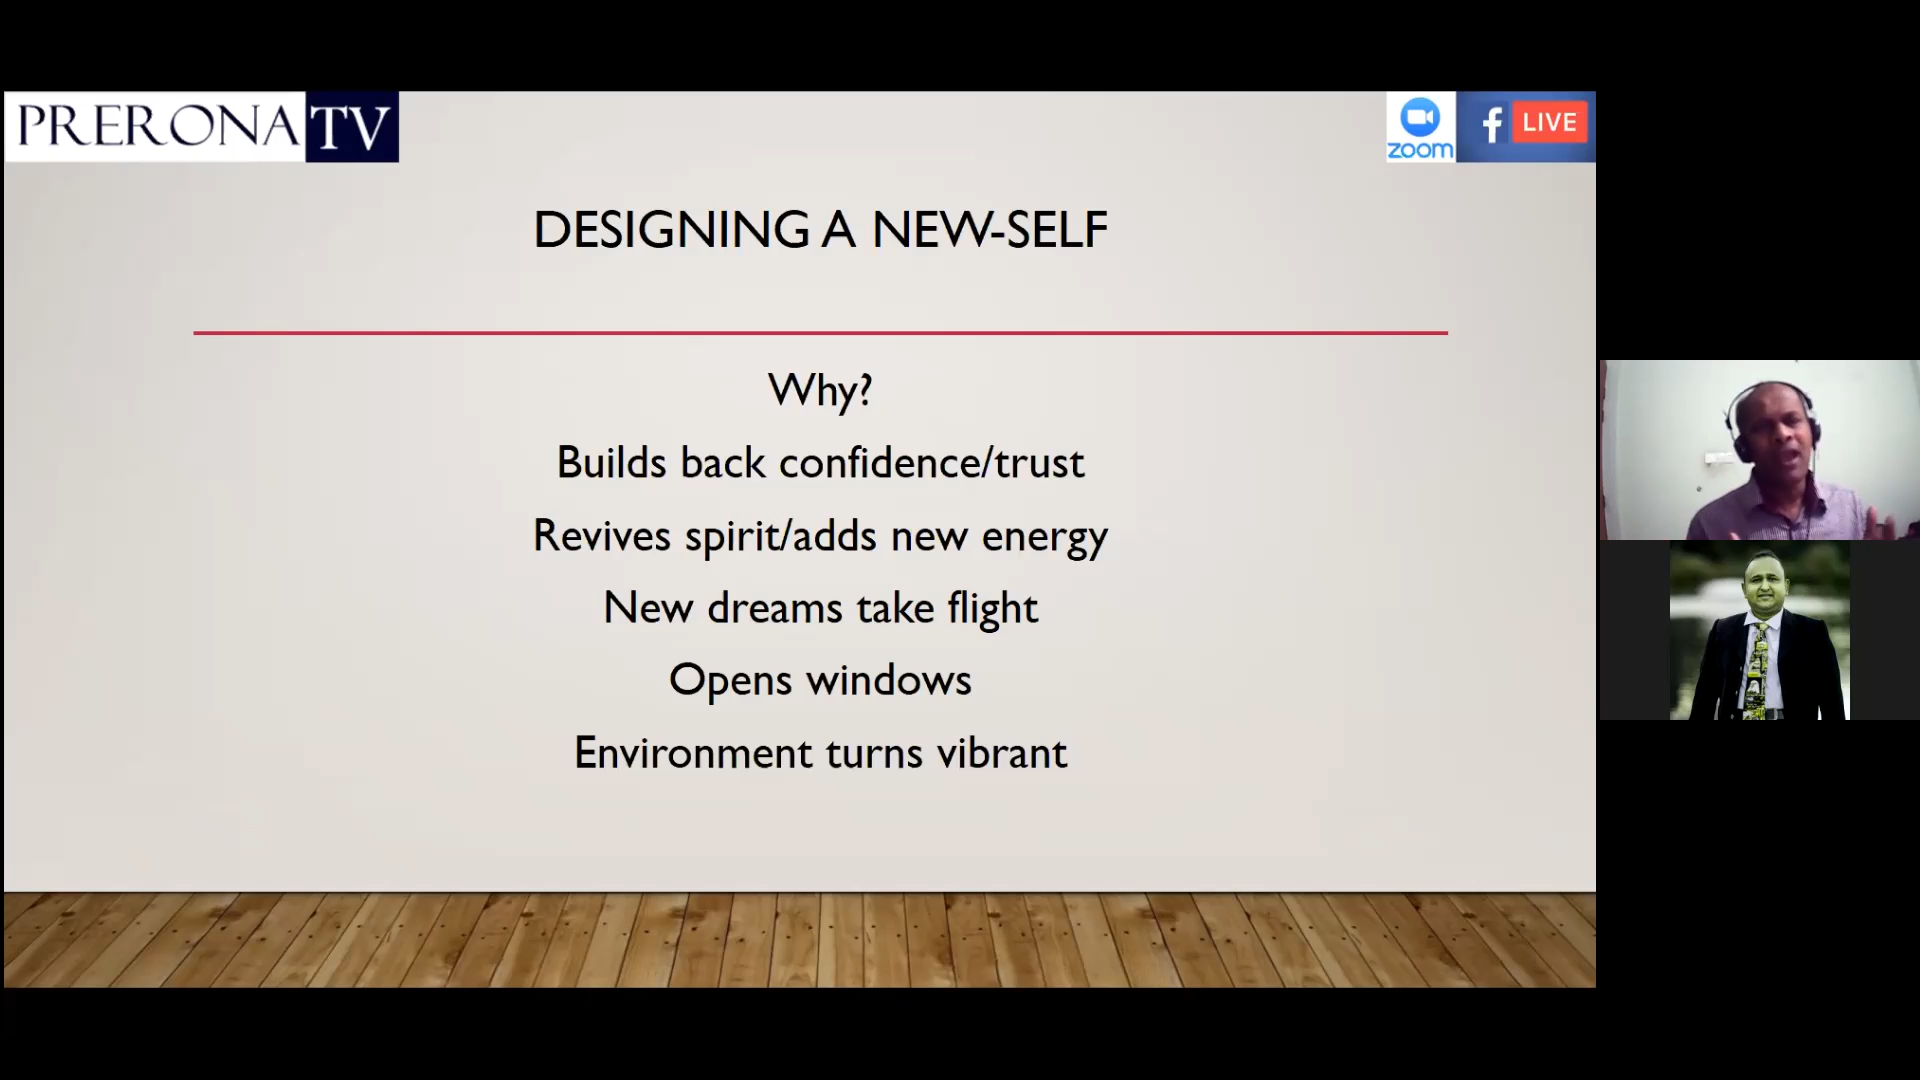 PRERONA TV
zoom
f LIVE
DESIGNING A NEW-SELF
Why?
Builds back confidence/trust
Revives spirit/adds new energy
New dreams take flight
Opens windows
Environment turns vibrant